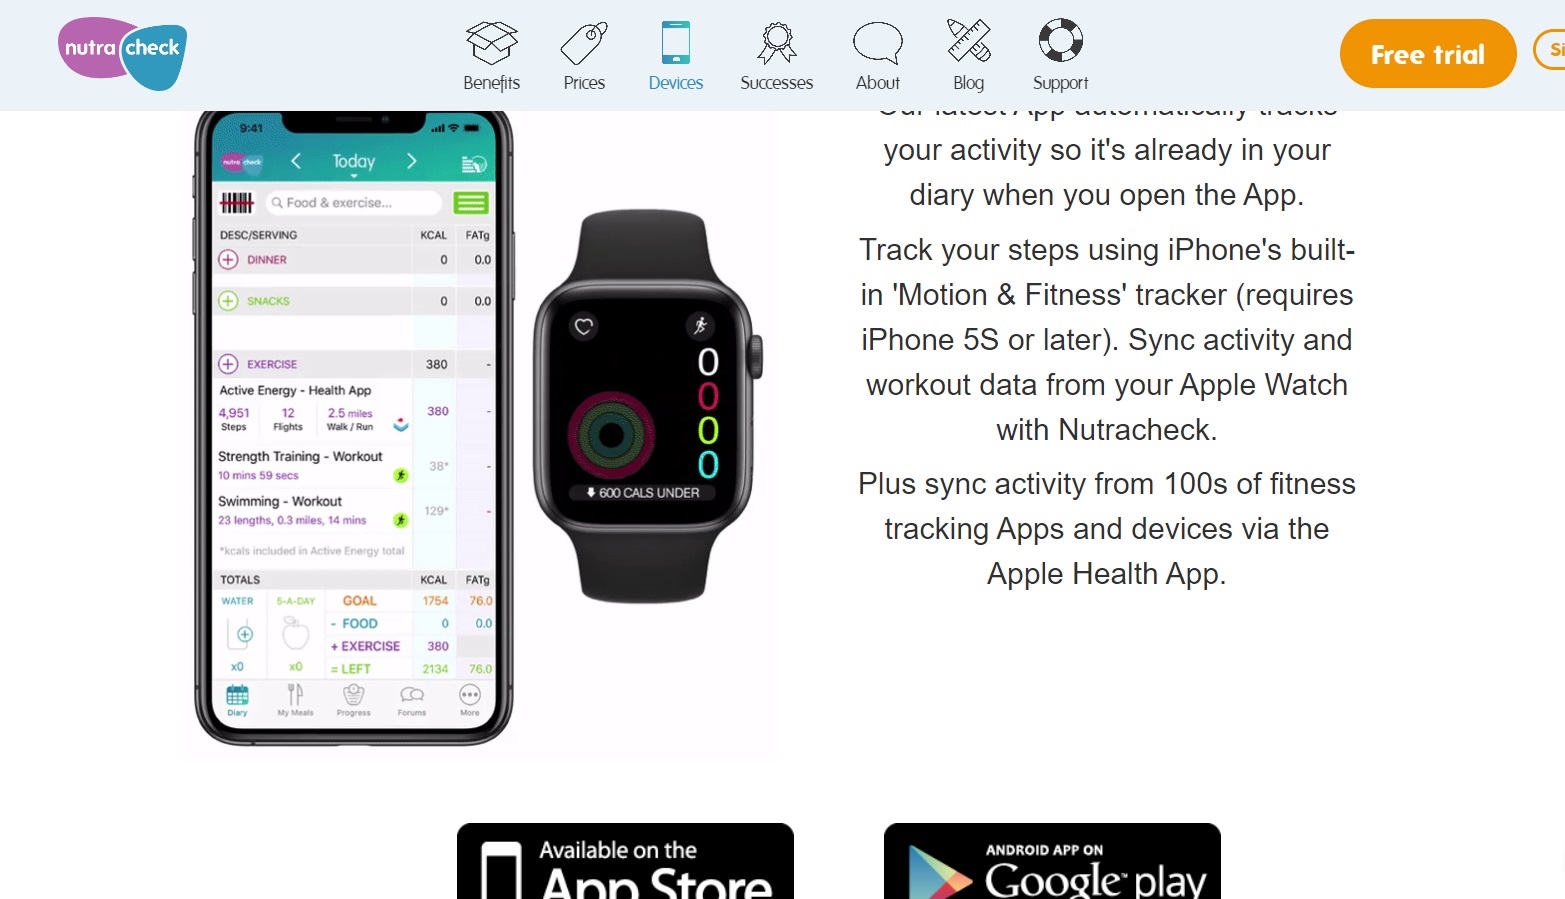 nutra check
Benefits
Prices
Devices
Successes
About
Blog
Support
Free trial
Our latest App automatically tracks
your activity so it's already in your
diary when you open the App.
Track your steps using iPhone's built-
in 'Motion & Fitness' tracker (requires
iPhone 5S or later). Sync activity and
workout data from your Apple Watch
with Nutracheck.
Plus sync activity from 100s of fitness
tracking Apps and devices via the
Apple Health App.
9:41
nutra check
Today
Food & exercise...
DESC/SERVING KCAL FATg
DINNER 0 0.0
SNACKS 0 0.0
EXERCISE 380 -
Active Energy - Health App
4,951 12 2.5 miles 380 -
Steps Flights Walk / Run
Strength Training - Workout
10 mins 59 secs 38* -
Swimming - Workout
23 lengths, 0.3 miles, 14 mins 129* -
*kcals included in Active Energy total
TOTALS KCAL FATg
WATER 5-A-DAY GOAL 1754 76.0
- FOOD 0 0.0
+ EXERCISE 380
x0 x0 = LEFT 2134 76.0
Diary My Meals Progress Forums More
0
0
0
0
600 CALS UNDER
Available on the
App Store
ANDROID APP ON
Google play